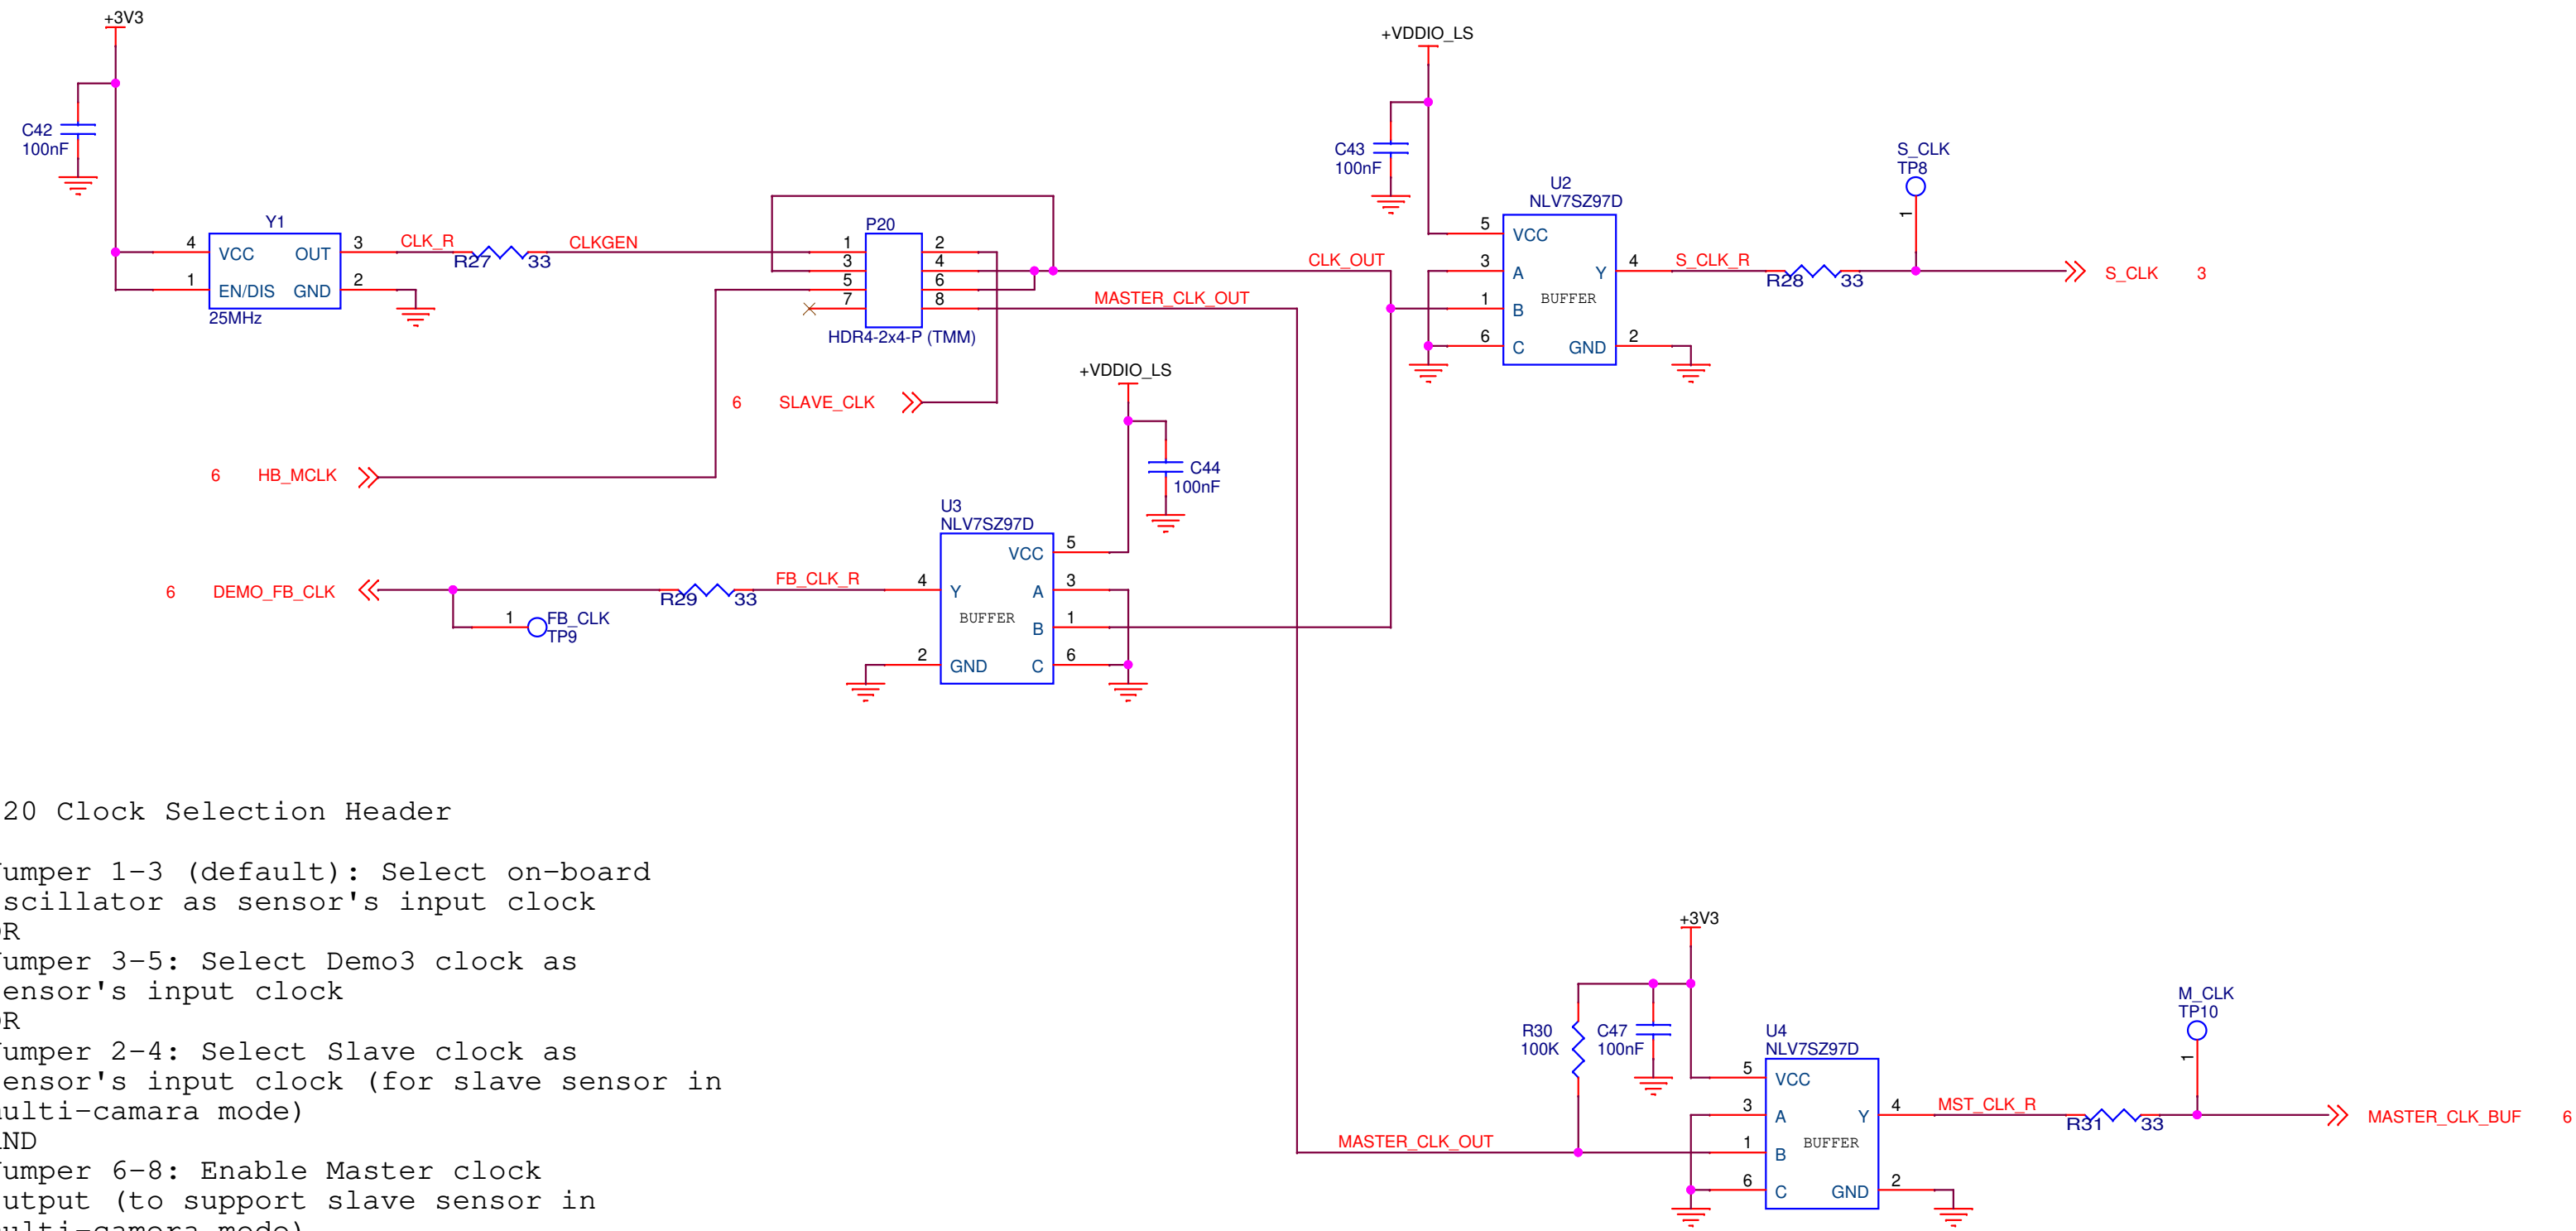 +3V3
C42
100nF
Y1
4 VCC OUT 3
1 EN/DIS GND 2
25MHz
CLK_R
R27 33
CLKGEN
P20
1 2
3 4
5 6
7 8
HDR4-2x4-P (TMM)
CLK_OUT
MASTER_CLK_OUT
6 SLAVE_CLK
6 HB_MCLK
+VDDIO_LS
C43
100nF
U2
NLV7SZ97D
5 VCC
3 A Y 4
1 B BUFFER
6 C GND 2
S_CLK_R
R28 33
S_CLK
TP8
1
S_CLK 3
+VDDIO_LS
C44
100nF
U3
NLV7SZ97D
VCC 5
4 Y A 3
BUFFER
B 1
2 GND C 6
FB_CLK_R
R29 33
6 DEMO_FB_CLK
1 FB_CLK
TP9
20 Clock Selection Header
umper 1-3 (default): Select on-board
scillator as sensor's input clock
R
umper 3-5: Select Demo3 clock as
ensor's input clock
R
umper 2-4: Select Slave clock as
ensor's input clock (for slave sensor in
ulti-camara mode)
ND
umper 6-8: Enable Master clock
utput (to support slave sensor in
ulti-camera mode)
+3V3
R30
100K
C47
100nF
MASTER_CLK_OUT
U4
NLV7SZ97D
5 VCC
3 A Y 4
1 B BUFFER
6 C GND 2
MST_CLK_R
R31 33
M_CLK
TP10
1
MASTER_CLK_BUF 6